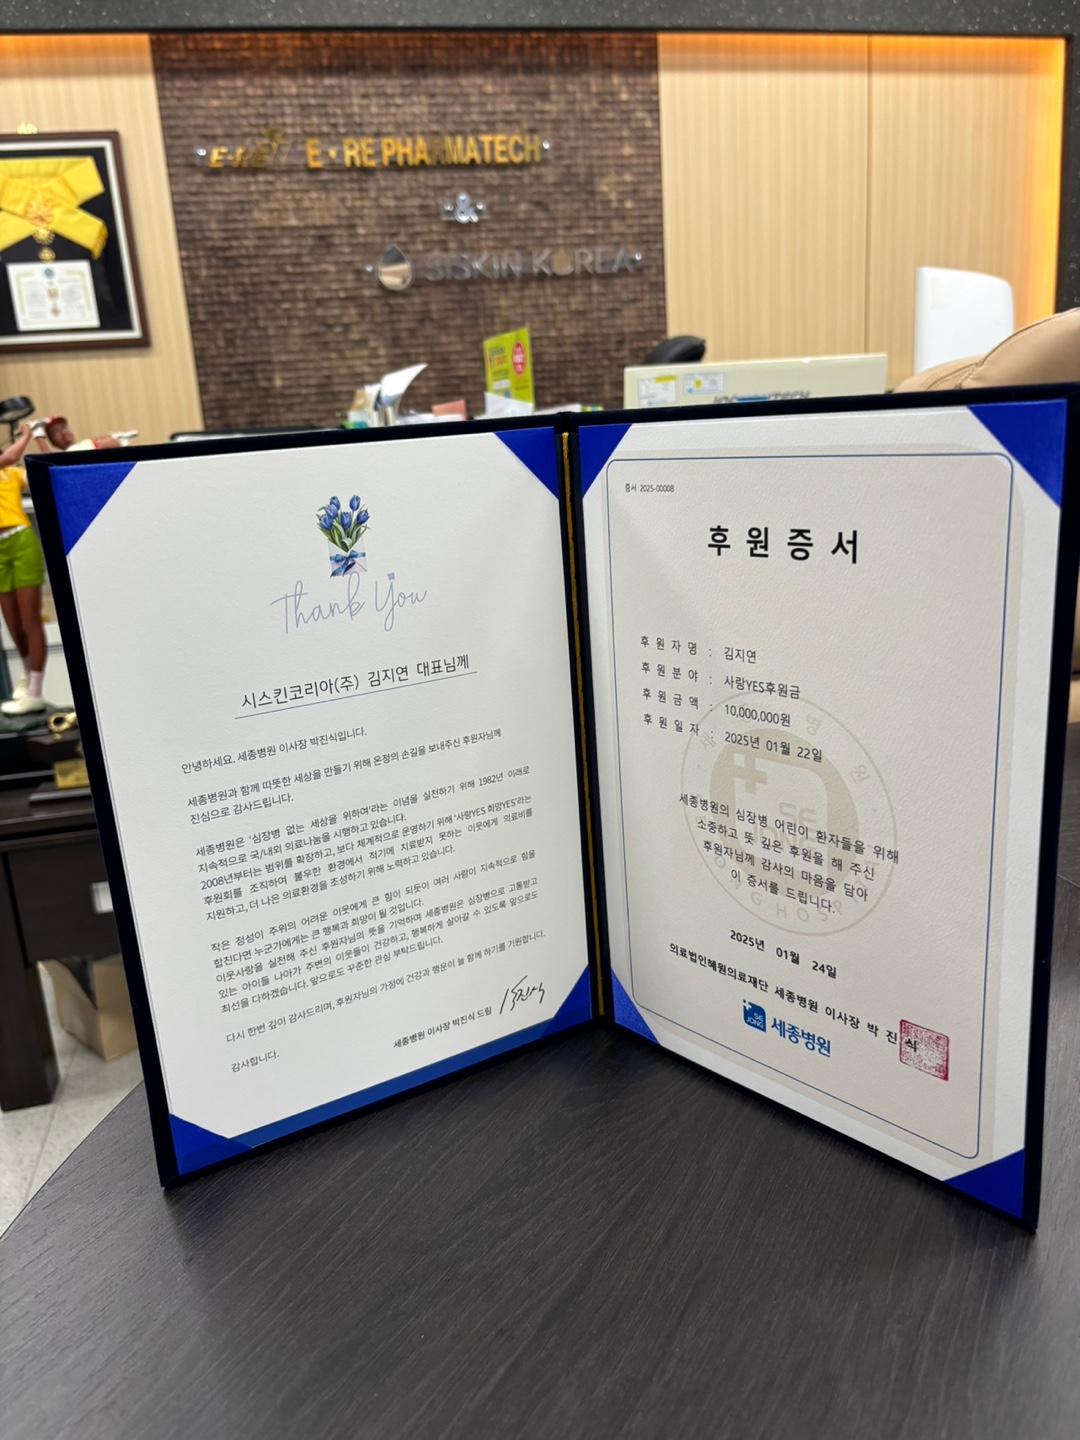 E·RE PHARMATECH
&
SISKIN KOREA
Thank You
시스킨코리아(주) 김지연 대표님께
안녕하세요. 세종병원 이사장 박진식입니다.
세종병원과 함께 따뜻한 세상을 만들기 위해 온정의 손길을 보내주신 후원자님께
진심으로 감사드립니다.
세종병원은 '심장병 없는 세상을 위하여'라는 이념을 실천하기 위해 1982년 이래로
지속적으로 국/내외 의료나눔을 시행하고 있습니다.
2008년부터는 범위를 확장하고, 보다 체계적으로 운영하기 위해 '사랑YES 희망YES'라는
후원회를 조직하여 불우한 환경에서 적기에 치료받지 못하는 이웃에게 의료비를
지원하고, 더 나은 의료환경을 조성하기 위해 노력하고 있습니다.
작은 정성이 주위의 어려운 이웃에게 큰 힘이 되듯이 여러 사람이 지속적으로 힘을
합친다면 누군가에게는 큰 행복과 희망이 될 것입니다.
이웃사랑을 실천해 주신 후원자님의 뜻을 기억하며 세종병원은 심장병으로 고통받고
있는 아이들 나아가 주변의 이웃들이 건강하고, 행복하게 살아갈 수 있도록 앞으로도
최선을 다하겠습니다. 앞으로도 꾸준한 관심 부탁드립니다.
다시 한번 깊이 감사드리며, 후원자님의 가정에 건강과 행운이 늘 함께 하기를 기원합니다.
감사합니다.
세종병원 이사장 박진식 드림
증서 2025-00008
후원증서
후원자명 : 김지연
후원분야 : 사랑YES후원금
후원금액 : 10,000,000원
후원일자 : 2025년 01월 22일
세종병원의 심장병 어린이 환자들을 위해
소중하고 뜻 깊은 후원을 해 주신
후원자님께 감사의 마음을 담아
이 증서를 드립니다.
2025년 01월 24일
의료법인혜원의료재단 세종병원 이사장 박진식
SE
JONG
세종병원